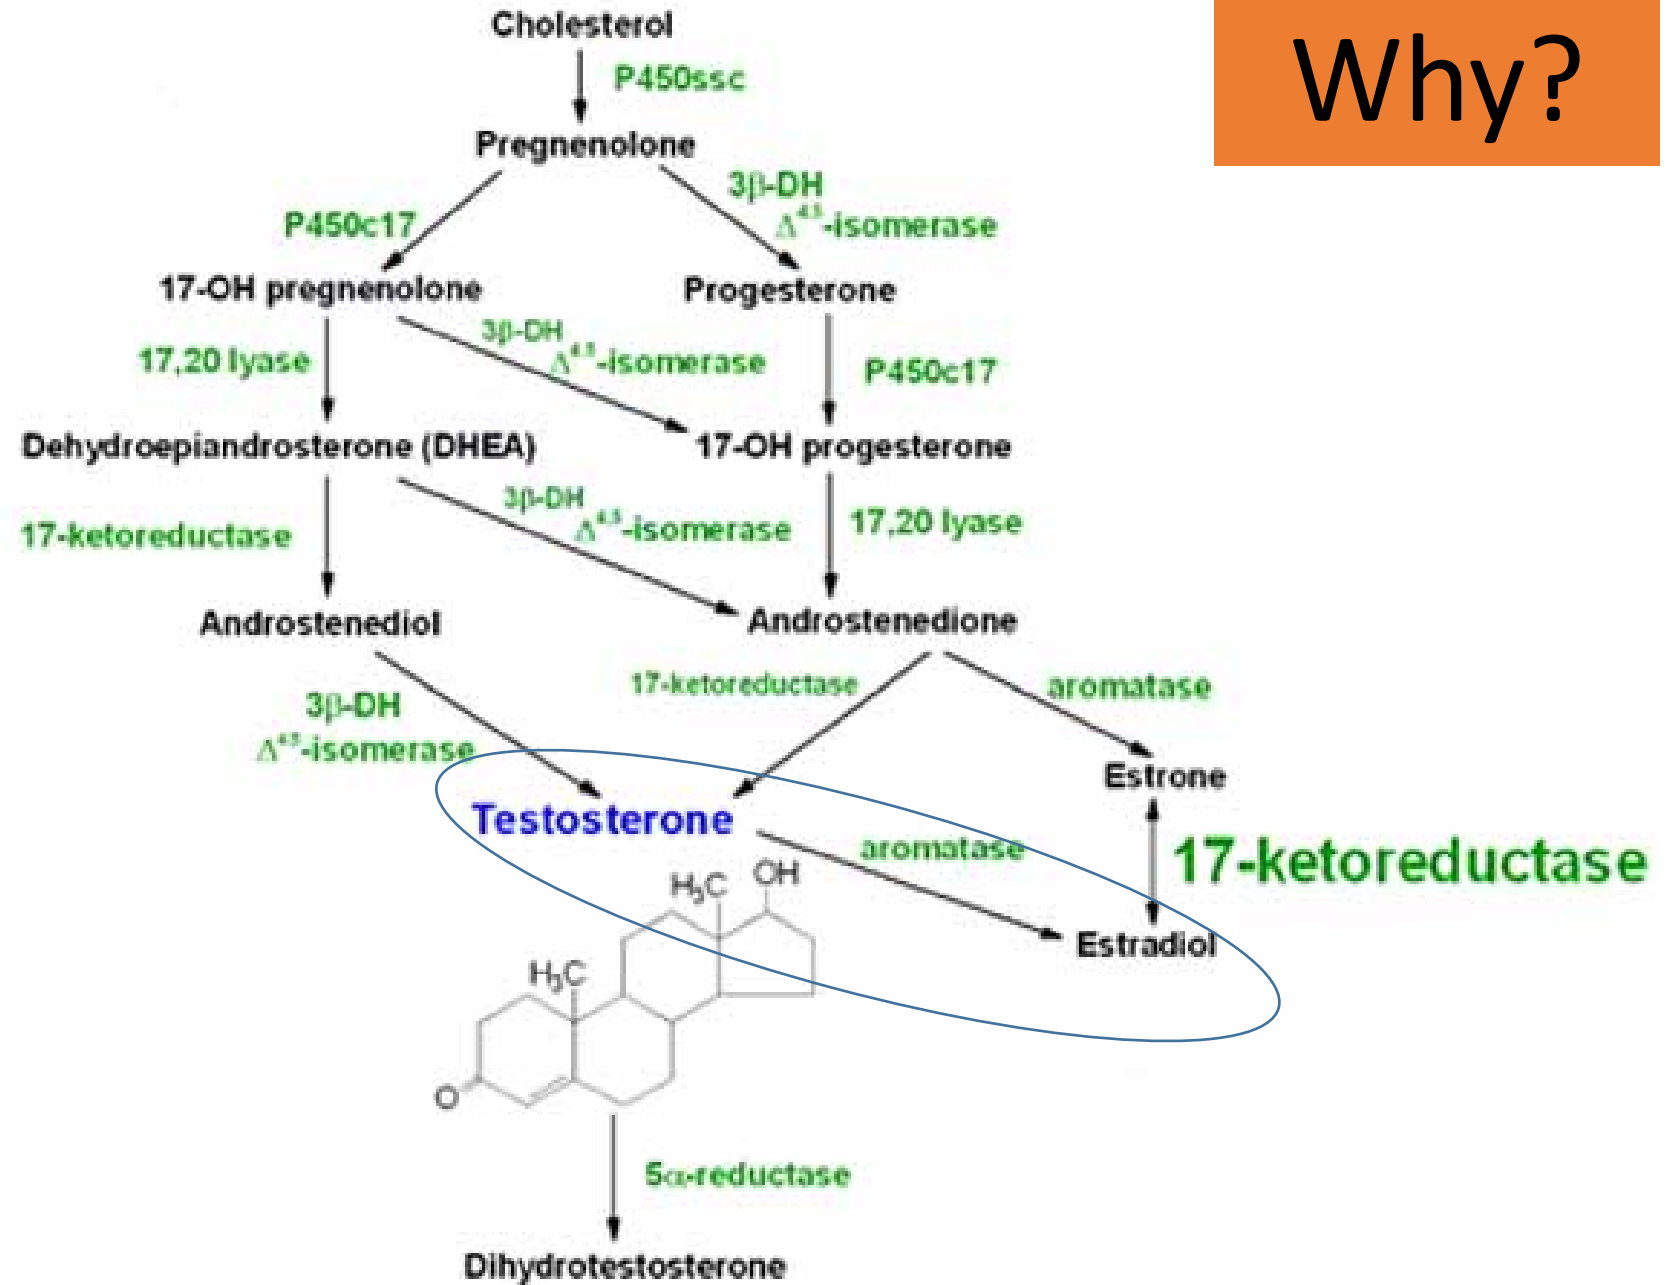 Why?
Cholesterol
P450ssc
Pregnenolone
3β-DH
Δ⁴'⁵-isomerase
P450c17
17-OH pregnenolone
Progesterone
3β-DH
Δ⁴'⁵-isomerase
17,20 lyase
P450c17
Dehydroepiandrosterone (DHEA)
17-OH progesterone
3β-DH
Δ⁴'⁵-isomerase
17-ketoreductase
17,20 lyase
Androstenediol
Androstenedione
3β-DH
Δ⁴'⁵-isomerase
17-ketoreductase
aromatase
Estrone
Testosterone
aromatase
17-ketoreductase
Estradiol
H₃C
OH
H₃C
O
5α-reductase
Dihydrotestosterone